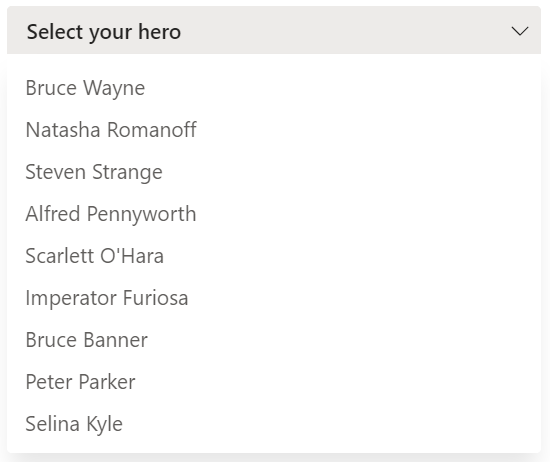 Select your hero
Bruce Wayne
Natasha Romanoff
Steven Strange
Alfred Pennyworth
Scarlett O'Hara
Imperator Furiosa
Bruce Banner
Peter Parker
Selina Kyle